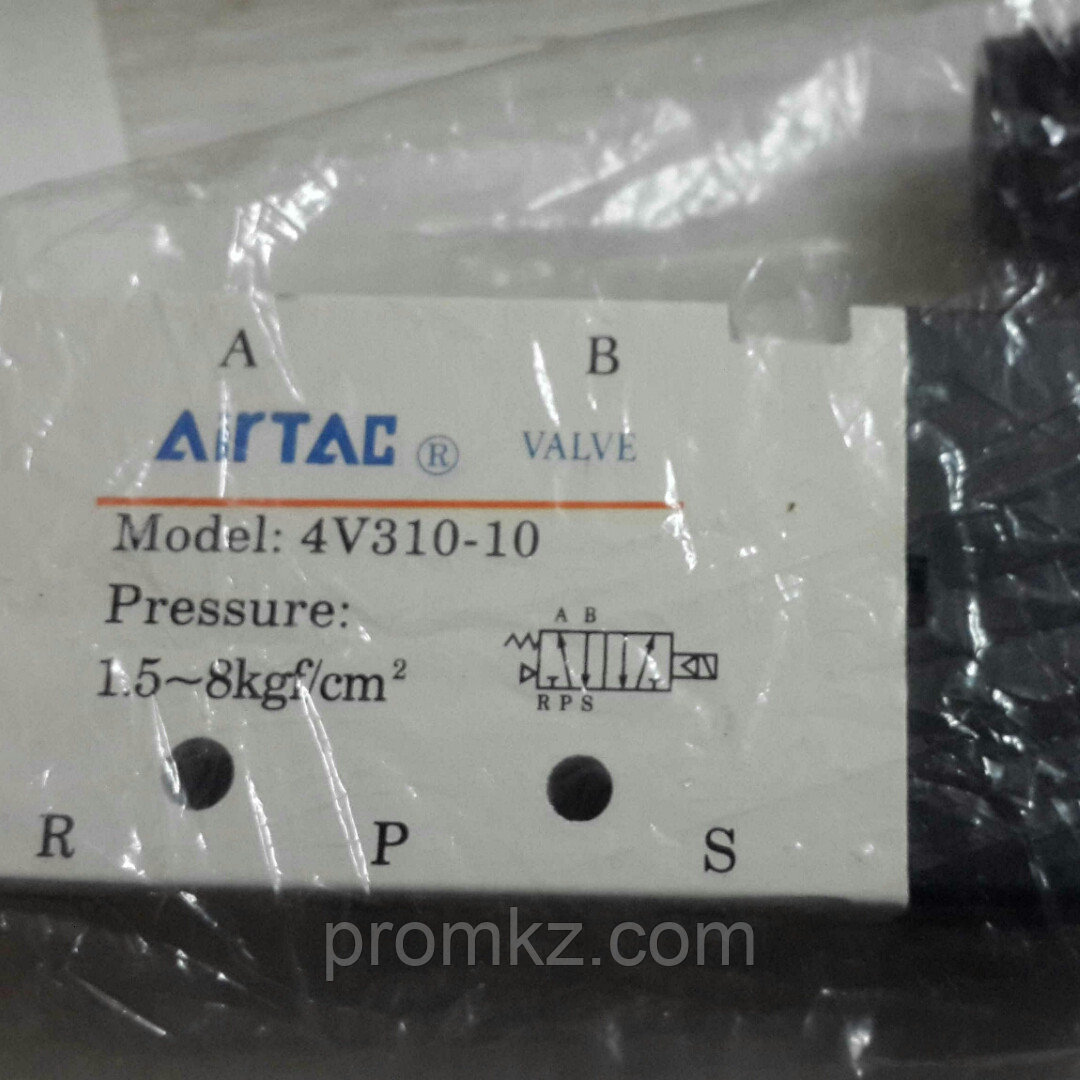 A B
AirTAC ® VALVE
Model: 4V310-10
Pressure:
1.5~8kgf/cm²
A B
R P S
R P S
promkz.com